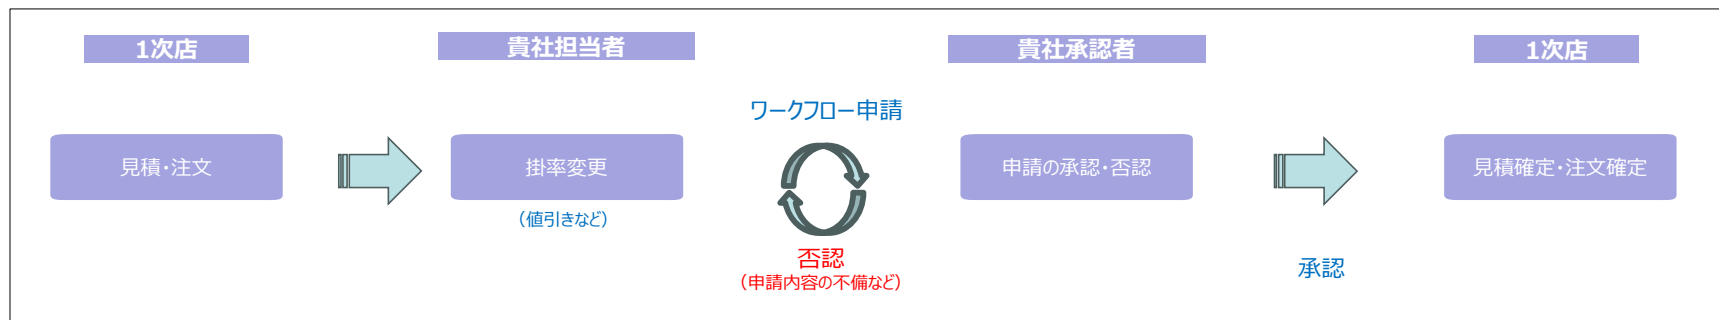 1次店
貴社担当者
貴社承認者
1次店
ワークフロー申請
見積・注文
掛率変更
申請の承認・否認
見積確定・注文確定
（値引きなど）
否認
（申請内容の不備など）
承認